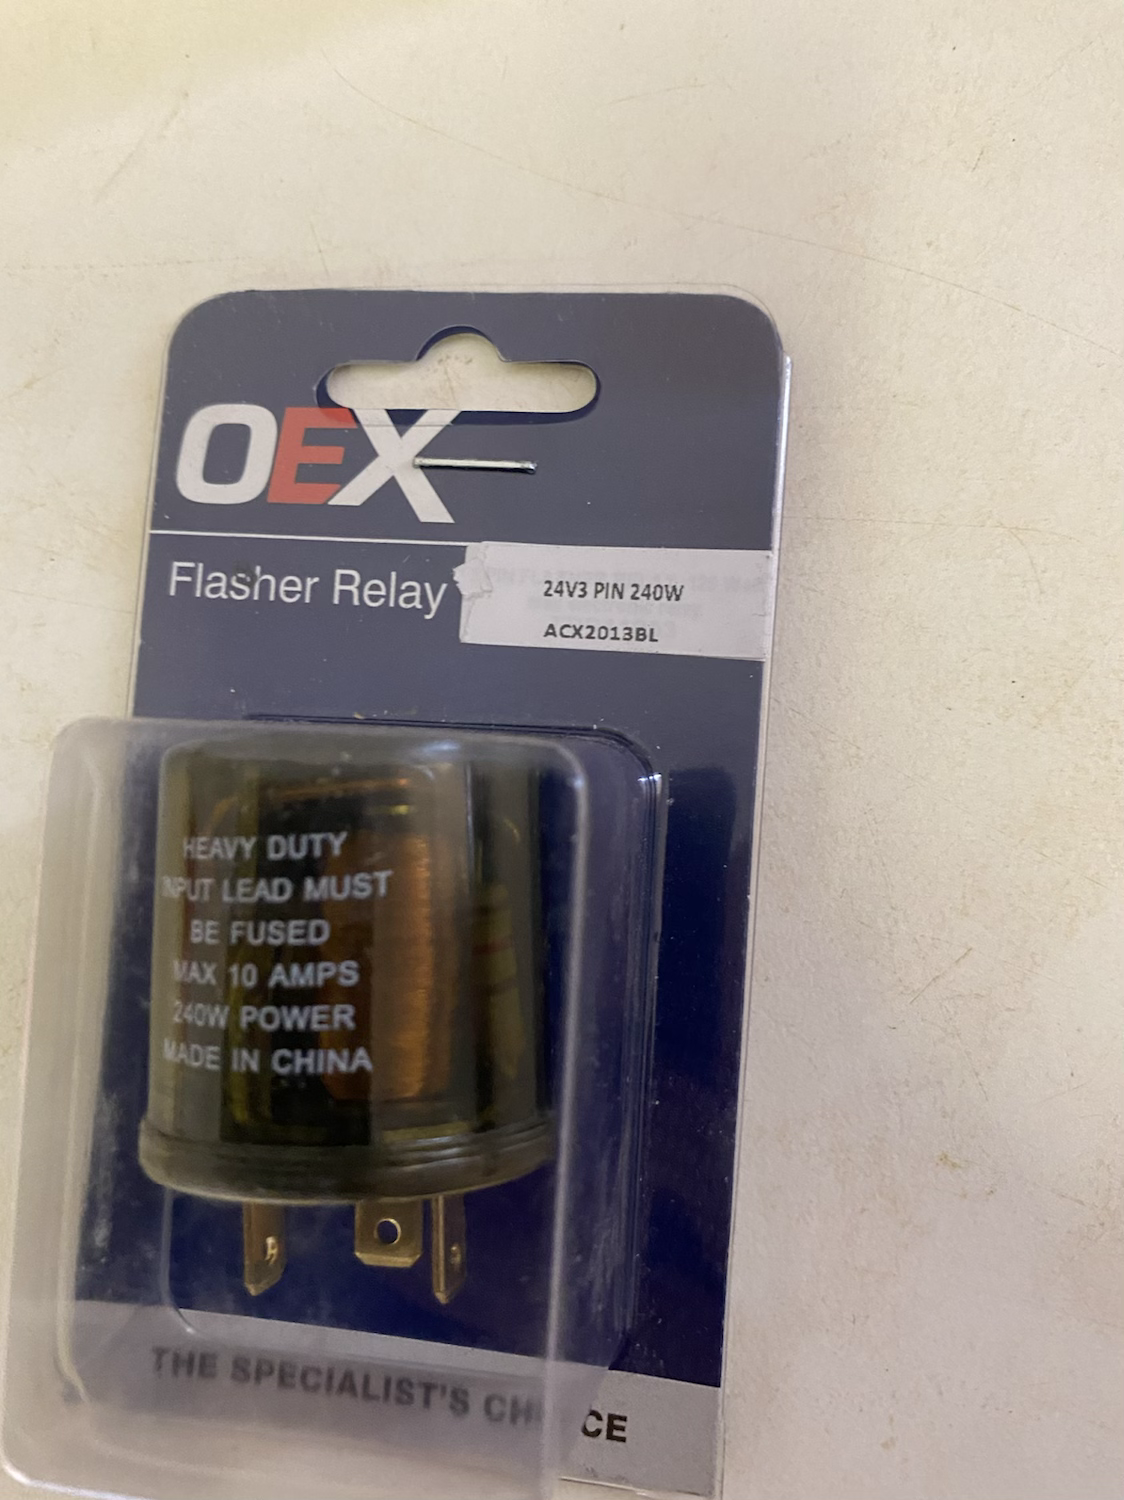 OEX
Flasher Relay
24V3 PIN 240W
ACX2013BL
HEAVY DUTY
INPUT LEAD MUST
BE FUSED
MAX 10 AMPS
240W POWER
MADE IN CHINA
THE SPECIALIST'S CHOICE